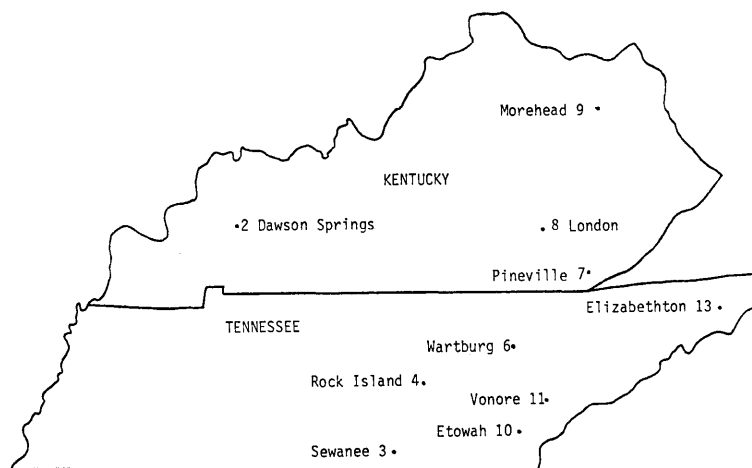 Morehead 9
KENTUCKY
2 Dawson Springs
8 London
Pineville 7
Elizabethton 13
TENNESSEE
Wartburg 6
Rock Island 4
Vonore 11
Etowah 10
Sewanee 3